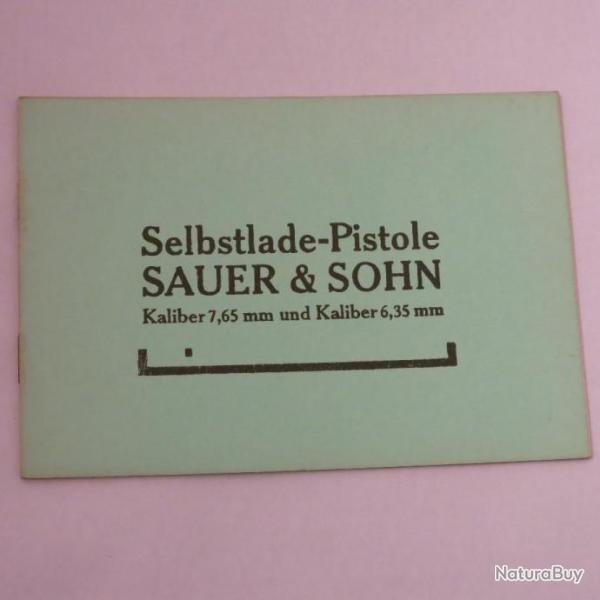 Selbstlade-Pistole
SAUER & SOHN
Kaliber 7,65 mm und Kaliber 6,35 mm
NaturaBuy